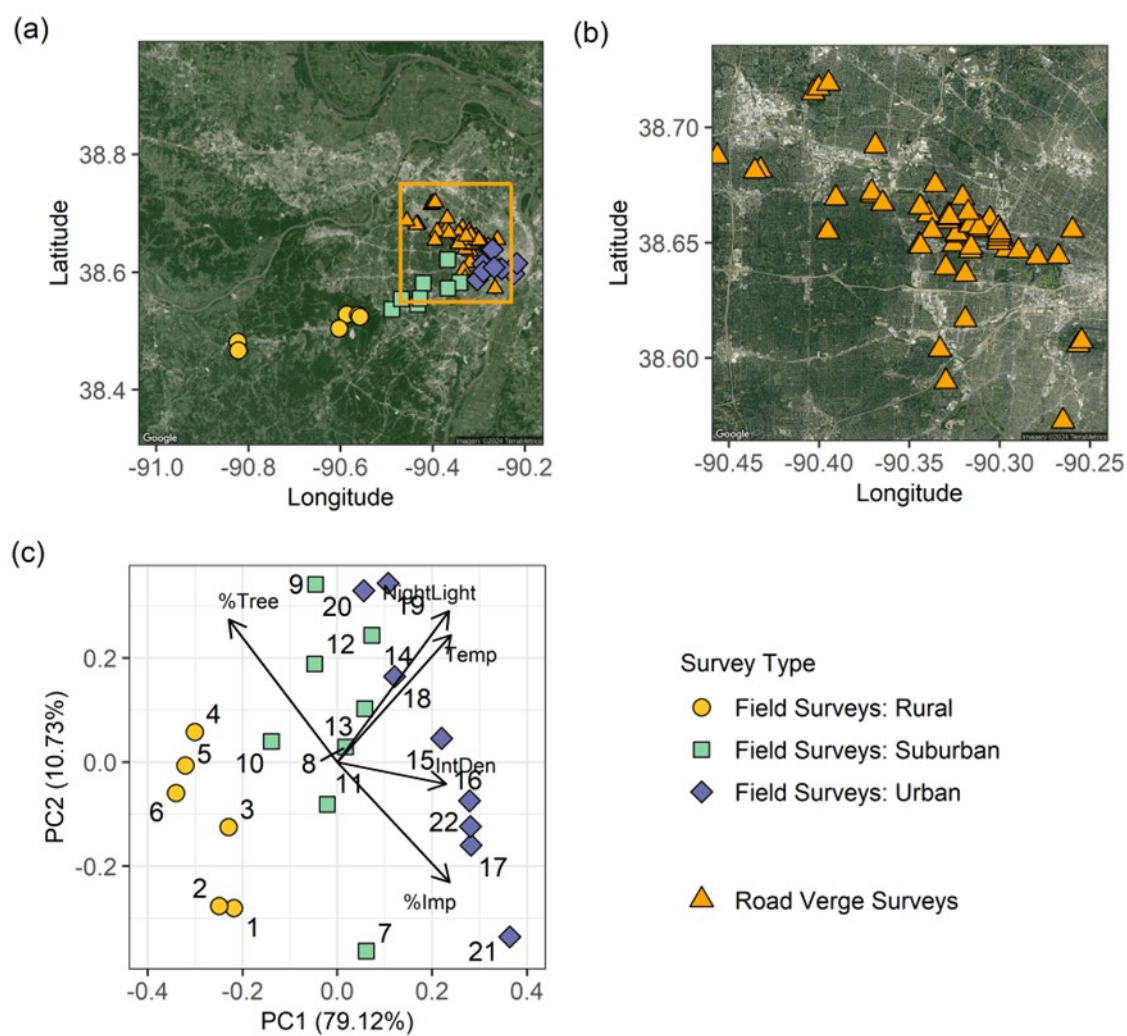 (a)
Latitude
38.8
38.6
38.4
Google
Imagery ©2024 TerraMetrics
-91.0 -90.8 -90.6 -90.4 -90.2
Longitude
(b)
Latitude
38.70
38.65
38.60
Google
Imagery ©2024 TerraMetrics
-90.45 -90.40 -90.35 -90.30 -90.25
Longitude
(c)
PC2 (10.73%)
0.2
0.0
-0.2
%Tree
9
20
NightLight
19
12
14
Temp
18
4
5
10
8
13
15
IntDen
16
6
3
11
22
17
2
1
%Imp
7
21
-0.4 -0.2 0.0 0.2 0.4
PC1 (79.12%)
Survey Type
Field Surveys: Rural
Field Surveys: Suburban
Field Surveys: Urban
Road Verge Surveys